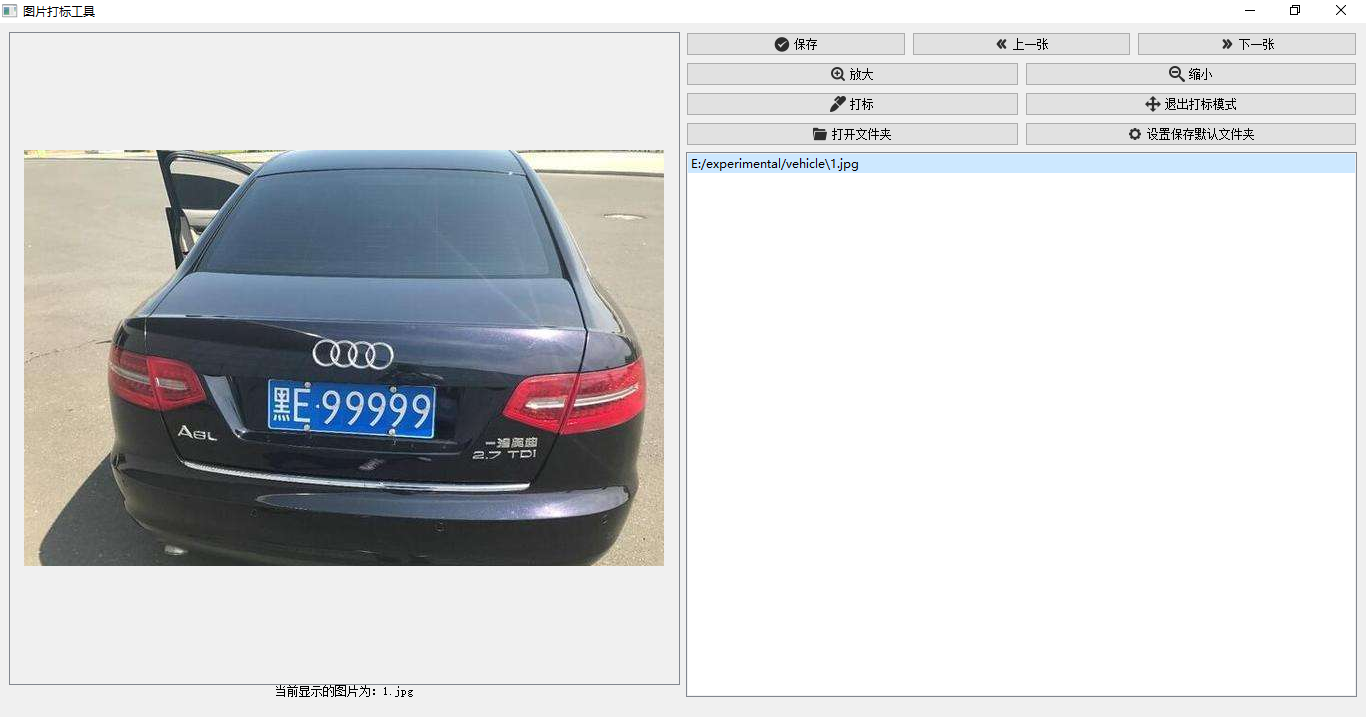 图片打标工具
保存
上一张
下一张
放大
缩小
打标
退出打标模式
打开文件夹
设置保存默认文件夹
E:/experimental/vehicle\1.jpg
黑E·99999
A6L
一汽奥迪
2.7 TDI
当前显示的图片为：1.jpg